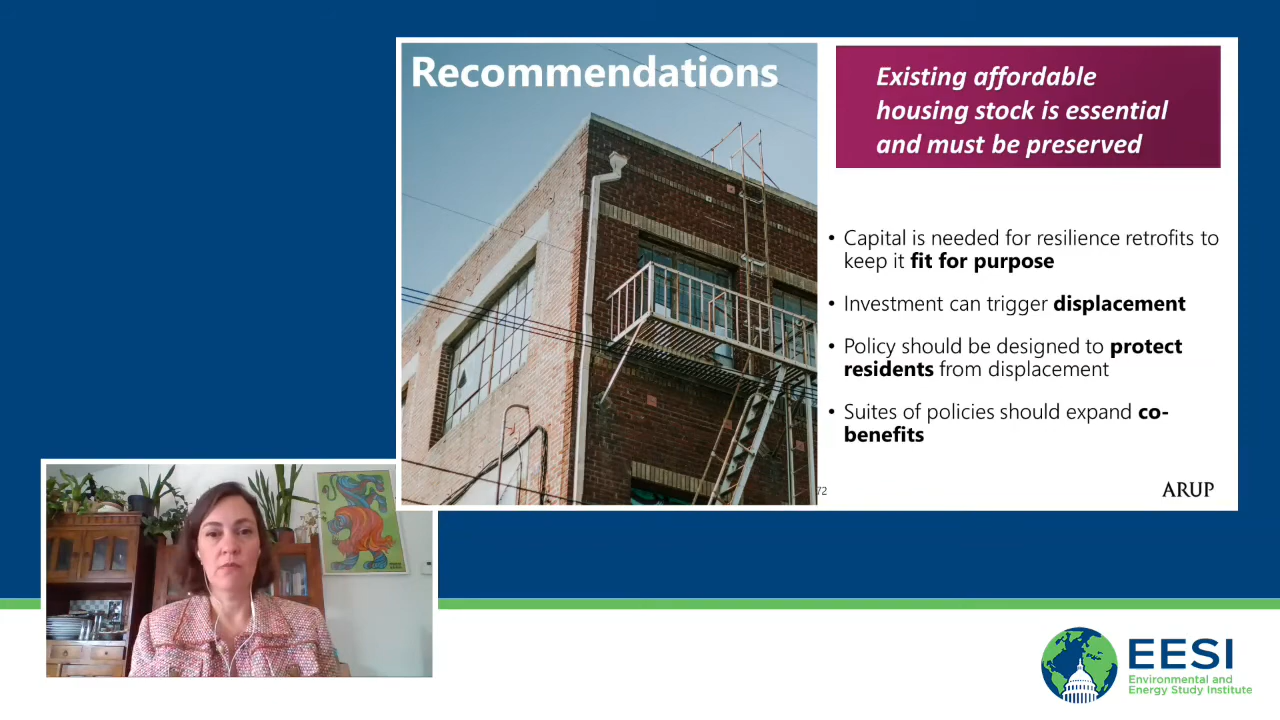 Recommendations
Existing affordable
housing stock is essential
and must be preserved
• Capital is needed for resilience retrofits to
keep it fit for purpose
• Investment can trigger displacement
• Policy should be designed to protect
residents from displacement
• Suites of policies should expand co-
benefits
72
ARUP
EESI
Environmental and
Energy Study Institute